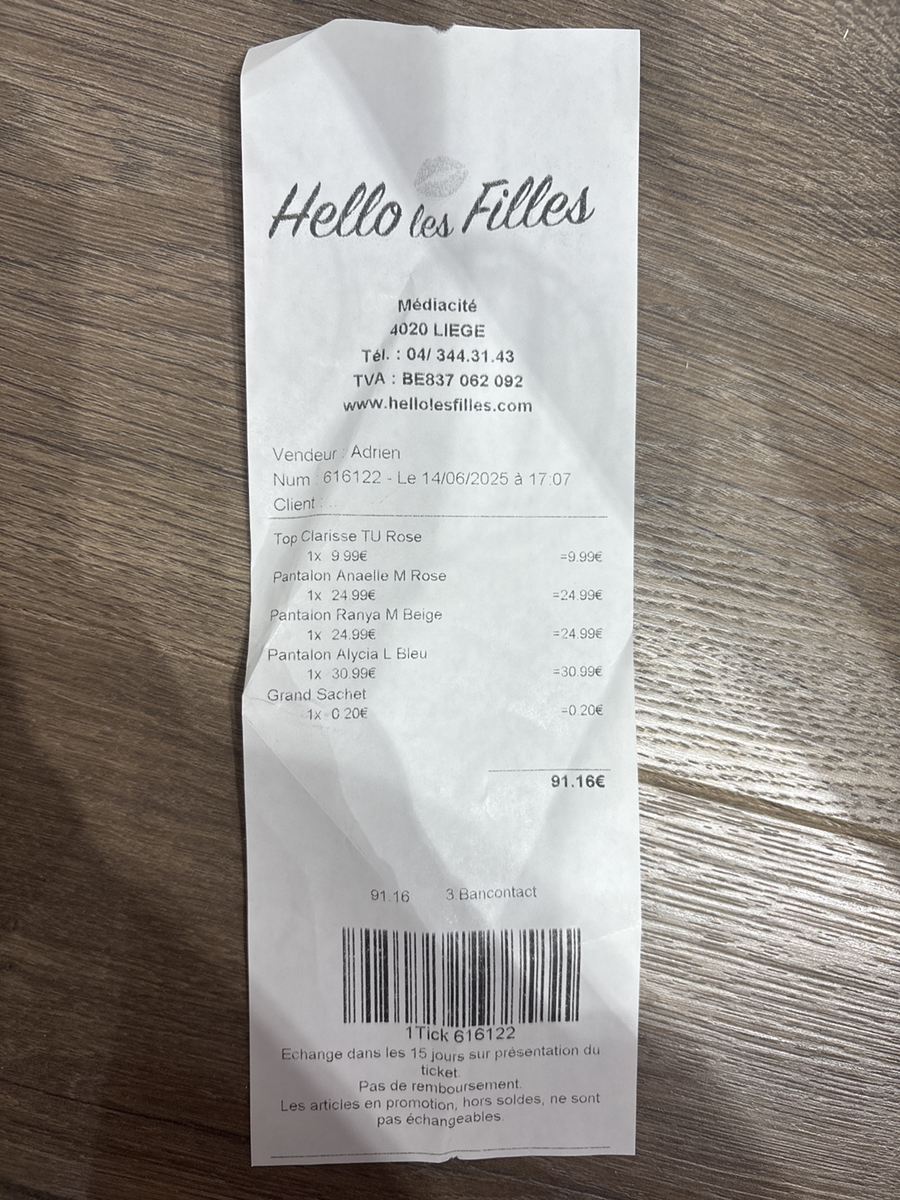 Hello les Filles
Médiacité
4020 LIEGE
Tél. : 04/ 344.31.43
TVA : BE837 062 092
www.hellolesfilles.com
Vendeur : Adrien
Num : 616122 - Le 14/06/2025 à 17:07
Client :
Top Clarisse TU Rose
1x 9.99€ =9.99€
Pantalon Anaelle M Rose
1x 24.99€ =24.99€
Pantalon Ranya M Beige
1x 24.99€ =24.99€
Pantalon Alycia L Bleu
1x 30.99€ =30.99€
Grand Sachet
1x 0.20€ =0.20€
91.16€
91.16 3 Bancontact
1Tick 616122
Echange dans les 15 jours sur présentation du
ticket.
Pas de remboursement.
Les articles en promotion, hors soldes, ne sont
pas échangeables.